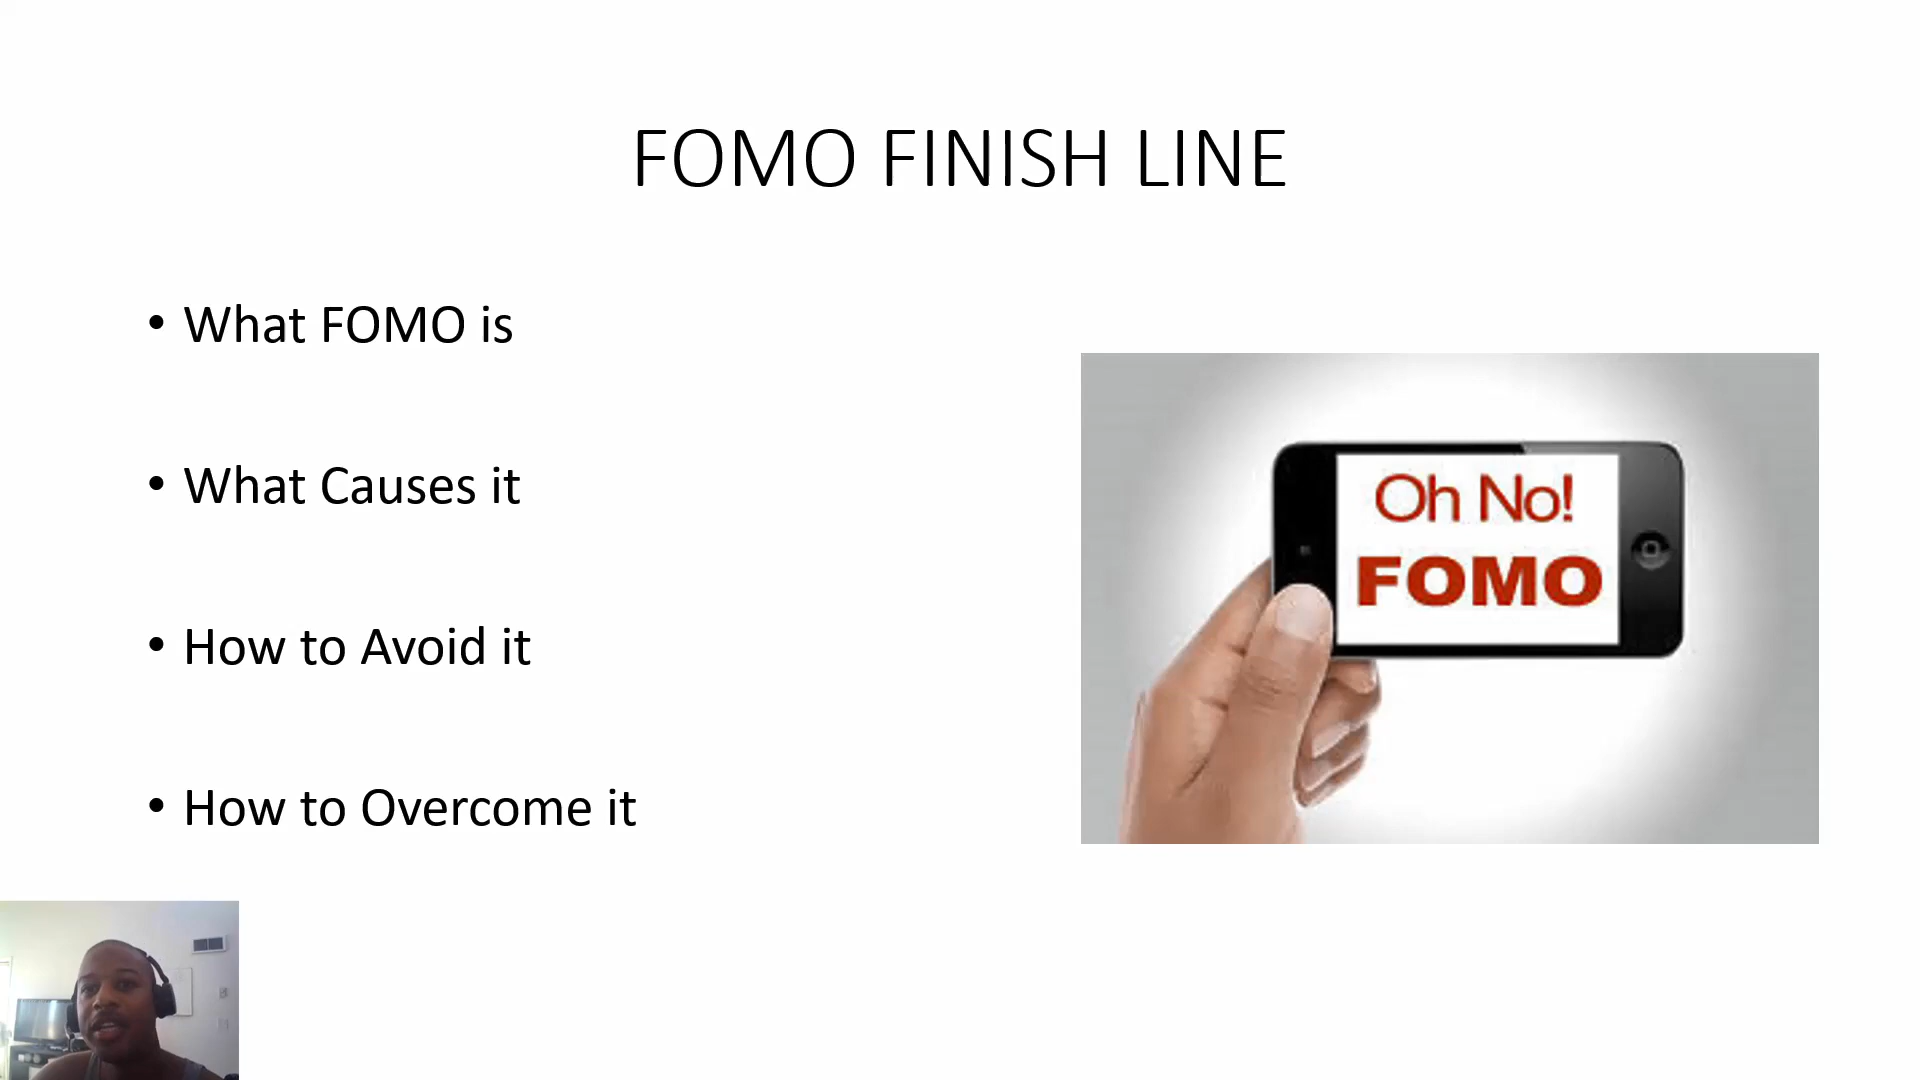 FOMO FINISH LINE
• What FOMO is
• What Causes it
• How to Avoid it
• How to Overcome it
Oh No!
FOMO